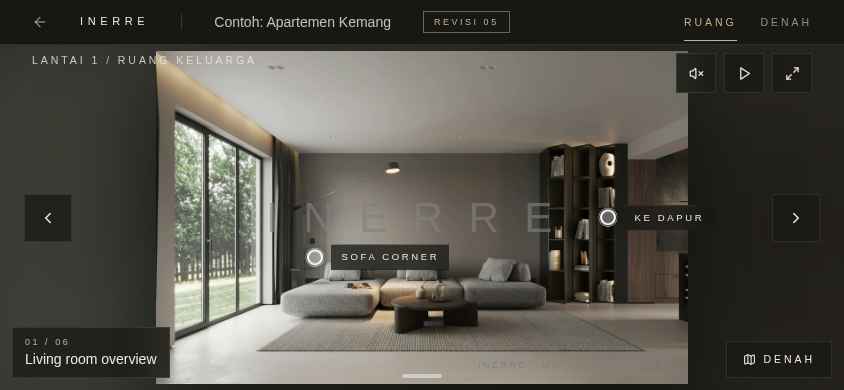 INERRE
Contoh: Apartemen Kemang
REVISI 05
RUANG
DENAH
LANTAI 1 / RUANG KELUARGA
INERRE
KE DAPUR
SOFA CORNER
01 / 06
Living room overview
INERRE
DENAH